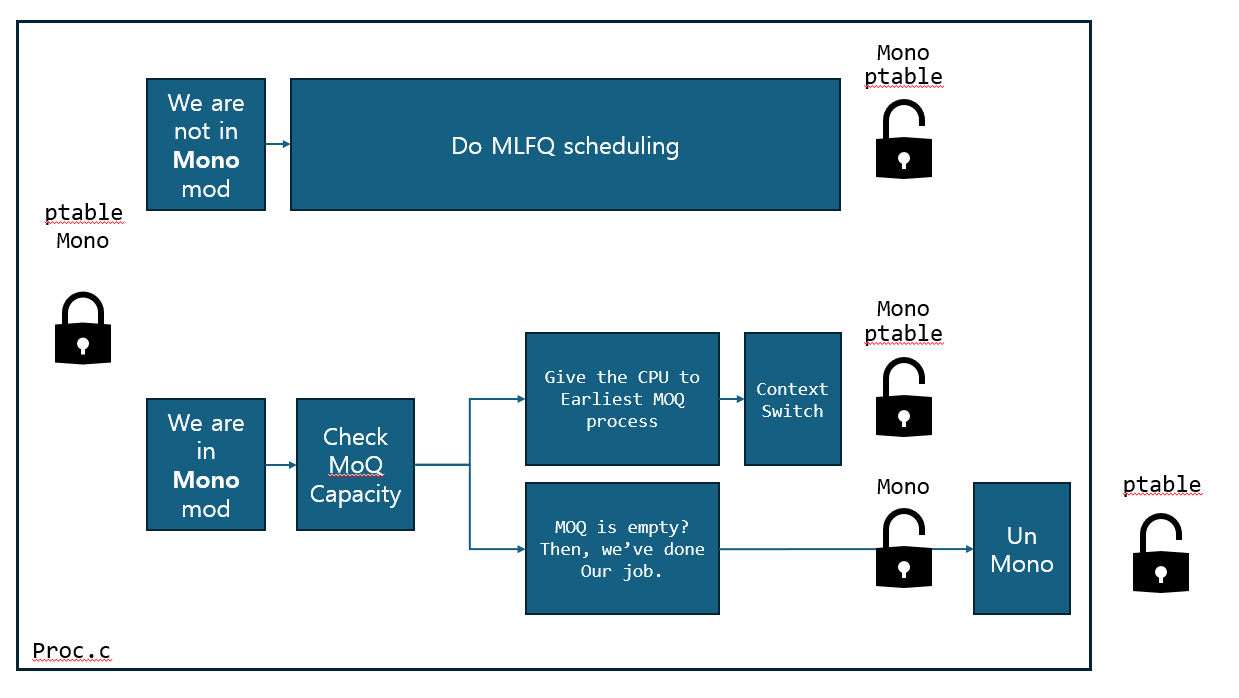 We are
not in
Mono
mod
Do MLFQ scheduling
Mono
ptable
ptable
Mono
We are
in
Mono
mod
Check
MoQ
Capacity
Give the CPU to
Earliest MOQ
process
Context
Switch
Mono
ptable
MOQ is empty?
Then, we’ve done
Our job.
Mono
Un
Mono
ptable
Proc.c